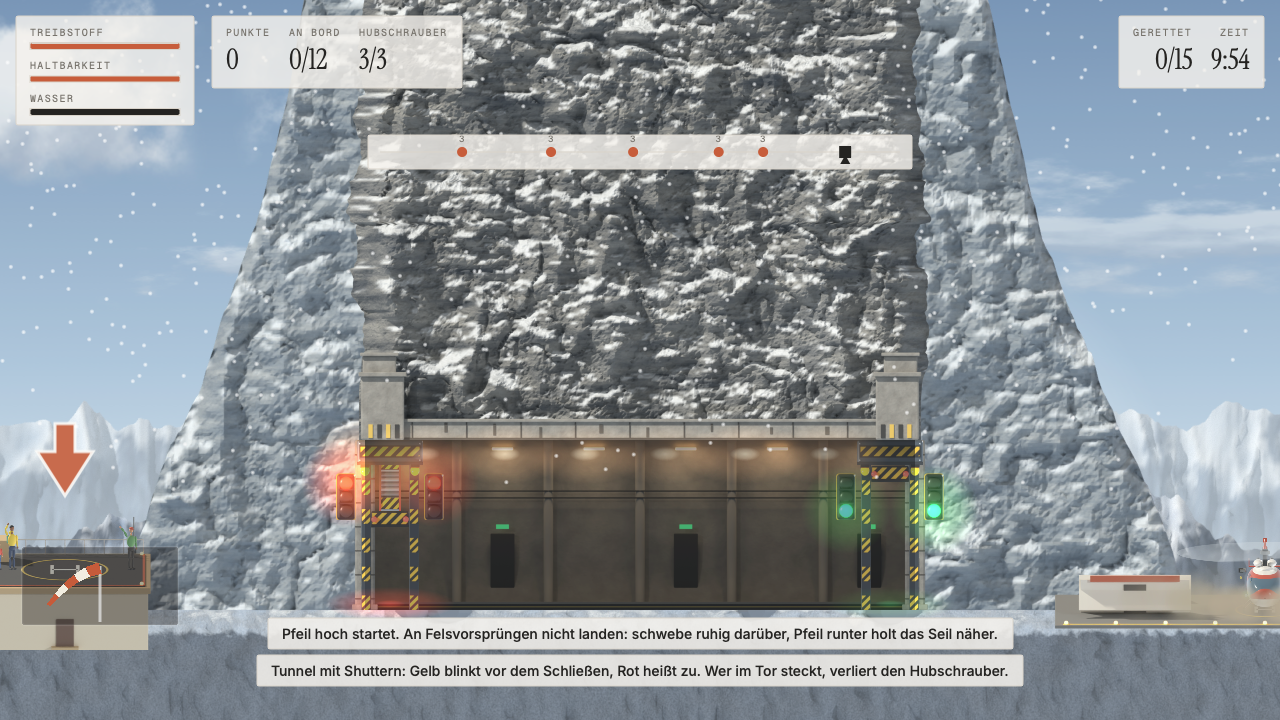 TREIBSTOFF
HALTBARKEIT
WASSER
PUNKTE AN BORD HUBSCHRAUBER
0 0/12 3/3
GERETTET ZEIT
0/15 9:54
3 3 3 3 3
Pfeil hoch startet. An Felsvorsprüngen nicht landen: schwebe ruhig darüber, Pfeil runter holt das Seil näher.
Tunnel mit Shuttern: Gelb blinkt vor dem Schließen, Rot heißt zu. Wer im Tor steckt, verliert den Hubschrauber.